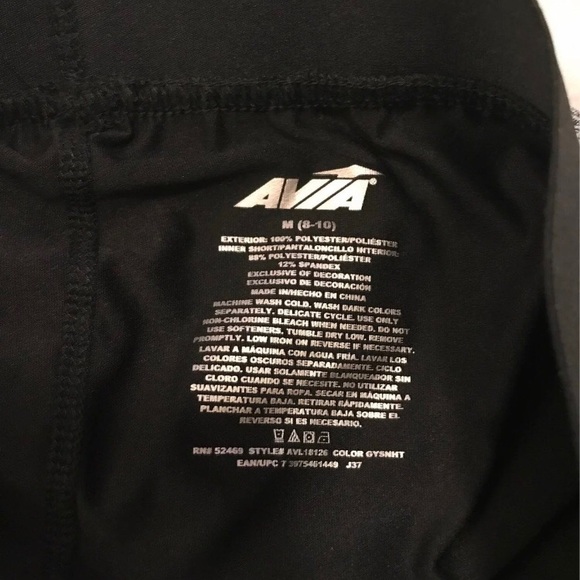 AVIA®
M (8-10)
EXTERIOR: 100% POLYESTER/POLIÉSTER
INNER SHORT/PANTALONCILLO INTERIOR:
88% POLYESTER/POLIÉSTER
12% SPANDEX
EXCLUSIVE OF DECORATION
EXCLUSIVO DE DECORACIÓN
MADE IN/HECHO EN CHINA
MACHINE WASH COLD. WASH DARK COLORS
SEPARATELY. DELICATE CYCLE. USE ONLY
NON-CHLORINE BLEACH WHEN NEEDED. DO NOT
USE SOFTENERS. TUMBLE DRY LOW. REMOVE
PROMPTLY. LOW IRON ON REVERSE IF NECESSARY.
LAVAR A MÁQUINA CON AGUA FRÍA. LAVAR LOS
COLORES OSCUROS SEPARADAMENTE. CICLO
DELICADO. USAR SOLAMENTE BLANQUEADOR SIN
CLORO CUANDO SE NECESITE. NO UTILIZAR
SUAVIZANTES PARA ROPA. SECAR EN MÁQUINA A
TEMPERATURA BAJA. RETIRAR RÁPIDAMENTE.
PLANCHAR A TEMPERATURA BAJA SOBRE EL
REVERSO SI ES NECESARIO.
RN# 52469 STYLE# AVL18126 COLOR GYSNHT
EAN/UPC 7 3975461449 J37